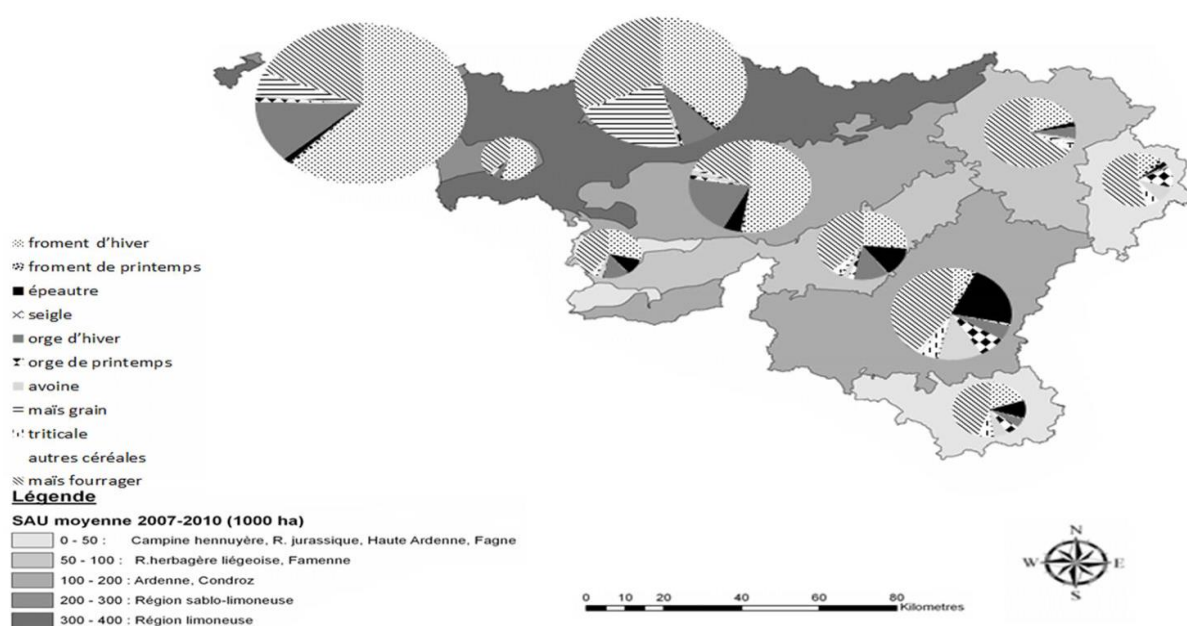 froment d'hiver
froment de printemps
épeautre
seigle
orge d'hiver
orge de printemps
avoine
maïs grain
triticale
autres céréales
maïs fourrager
Légende
SAU moyenne 2007-2010 (1000 ha)
0 - 50 : Campine hennuyère, R. jurassique, Haute Ardenne, Fagne
50 - 100 : R.herbagère liégeoise, Famenne
100 - 200 : Ardenne, Condroz
200 - 300 : Région sablo-limoneuse
300 - 400 : Région limoneuse
0 10 20 40 60 80
Kilometres
N
W E
S